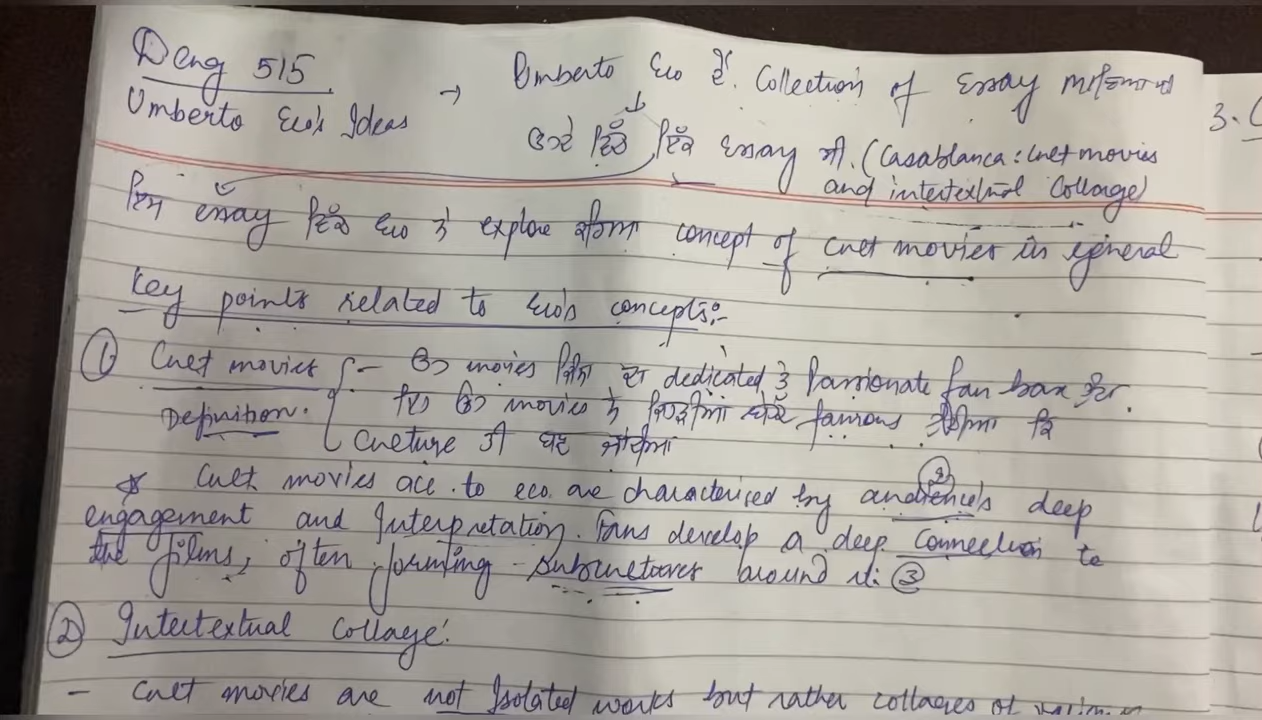 Deng 515
Umberto Eco's Ideas → Umberto Eco ਨੇ Collection of Essay
ਵਿੱਚ ਵਿੱਚ Essay ਸੀ. (Casablanca: Cult movies
and intertextual Collage)
3. (
ਇਸ essay ਵਿੱਚ Eco ਨੇ explore ਕੀਤਾ concept of cult movies in general
Key points related to Eco's concepts:-
① Cult movies - ਓ movies ਜਿੰਨਾ ਦਾ dedicated ਤੇ Passionate fan base ਹੋਵੇ.
Definition. ਓ movies ਨੇ famous
Culture ਹੀ ਬਣ
* Cult movies acc. to eco are characterised by audience's deep ②
engagement and Interpretation. Fans develop a deep Connection to
the films, often forming - subcultures around it. ③
② Intertextual Collage:
- Cult movies are not Isolated works but rather collages of